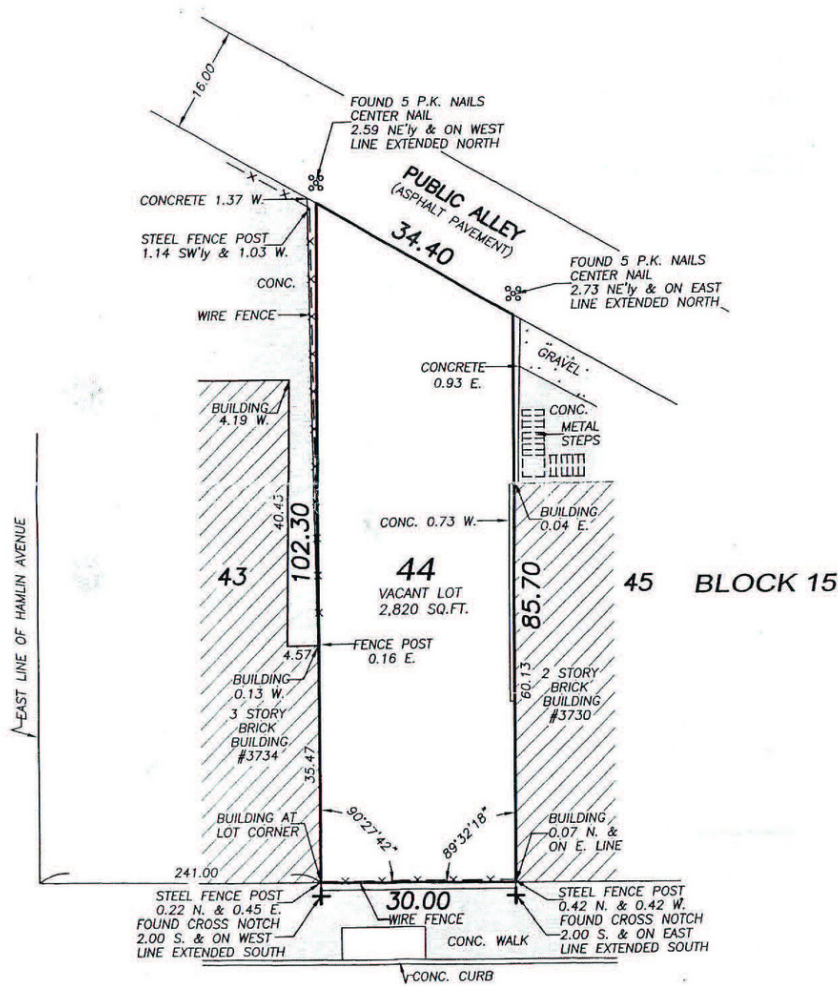 16.00
FOUND 5 P.K. NAILS
CENTER NAIL
2.59 NE'ly & ON WEST
LINE EXTENDED NORTH
PUBLIC ALLEY
(ASPHALT PAVEMENT)
34.40
CONCRETE 1.37 W.
STEEL FENCE POST
1.14 SW'ly & 1.03 W.
CONC.
WIRE FENCE
FOUND 5 P.K. NAILS
CENTER NAIL
2.73 NE'ly & ON EAST
LINE EXTENDED NORTH
GRAVEL
CONCRETE
0.93 E.
BUILDING
4.19 W.
CONC.
METAL
STEPS
40.43
102.30
CONC. 0.73 W.
BUILDING
0.04 E.
43
44
VACANT LOT
2,820 SQ.FT.
85.70
45
BLOCK 15
EAST LINE OF HAMLIN AVENUE
4.57
FENCE POST
0.16 E.
BUILDING
0.13 W.
3 STORY
BRICK
BUILDING
#3734
60.13
2 STORY
BRICK
BUILDING
#3730
35.47
BUILDING AT
LOT CORNER
90°27'42"
89°32'18"
BUILDING
0.07 N. &
ON E. LINE
241.00
30.00
STEEL FENCE POST
0.22 N. & 0.45 E.
FOUND CROSS NOTCH
2.00 S. & ON WEST
LINE EXTENDED SOUTH
WIRE FENCE
STEEL FENCE POST
0.42 N. & 0.42 W.
FOUND CROSS NOTCH
2.00 S. & ON EAST
LINE EXTENDED SOUTH
CONC. WALK
CONC. CURB